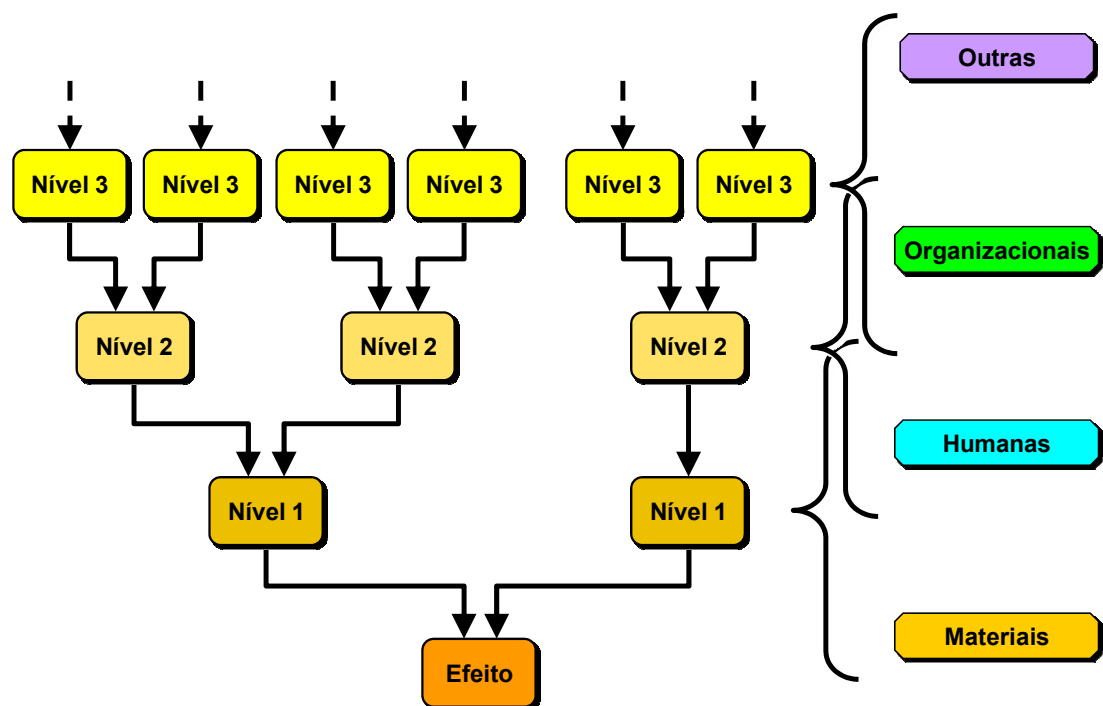 Outras
Nível 3
Nível 3
Nível 3
Nível 3
Nível 3
Nível 3
Organizacionais
Nível 2
Nível 2
Nível 2
Humanas
Nível 1
Nível 1
Materiais
Efeito